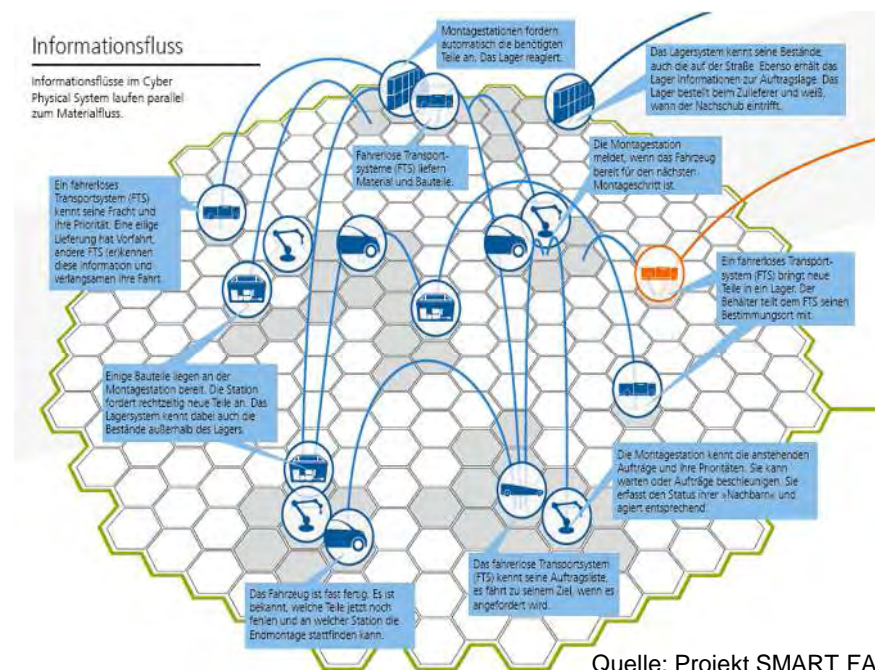 Informationsfluss
Informationsflüsse im Cyber
Physical System laufen parallel
zum Materialfluss.
Montagestationen fordern
automatisch die benötigten
Teile an. Das Lager reagiert.
Das Lagersystem kennt seine Bestände,
auch die auf der Straße. Ebenso erhält das
Lager Informationen zur Auftragslage. Das
Lager bestellt beim Zulieferer und weiß,
wann der Nachschub eintrifft.
Fahrerlose Transport-
systeme (FTS) liefern
Material und Bauteile.
Die Montagestation
meldet, wenn das Fahrzeug
bereit für den nächsten
Montageschritt ist.
Ein fahrerloses
Transportsystem (FTS)
kennt seine Fracht und
ihre Priorität. Eine eilige
Lieferung hat Vorfahrt,
andere FTS (er)kennen
diese Information und
verlangsamen ihre Fahrt.
Ein fahrerloses Transport-
system (FTS) bringt neue
Teile in ein Lager. Der
Behälter teilt dem FTS seinen
Bestimmungsort mit.
Einige Bauteile liegen an der
Montagestation bereit. Die Station
fordert rechtzeitig neue Teile an. Das
Lagersystem kennt dabei auch die
Bestände außerhalb des Lagers.
Die Montagestation kennt die anstehenden
Aufträge und ihre Prioritäten. Sie kann
warten oder Aufträge beschleunigen. Sie
erfasst den Status ihrer »Nachbarn« und
agiert entsprechend.
Das fahrerlose Transportsystem
(FTS) kennt seine Auftragsliste,
es fährt zu seinem Ziel, wenn es
angefordert wird.
Das Fahrzeug ist fast fertig. Es ist
bekannt, welche Teile jetzt noch
fehlen und an welcher Station die
Endmontage stattfinden kann.
Quelle: Projekt SMART FA